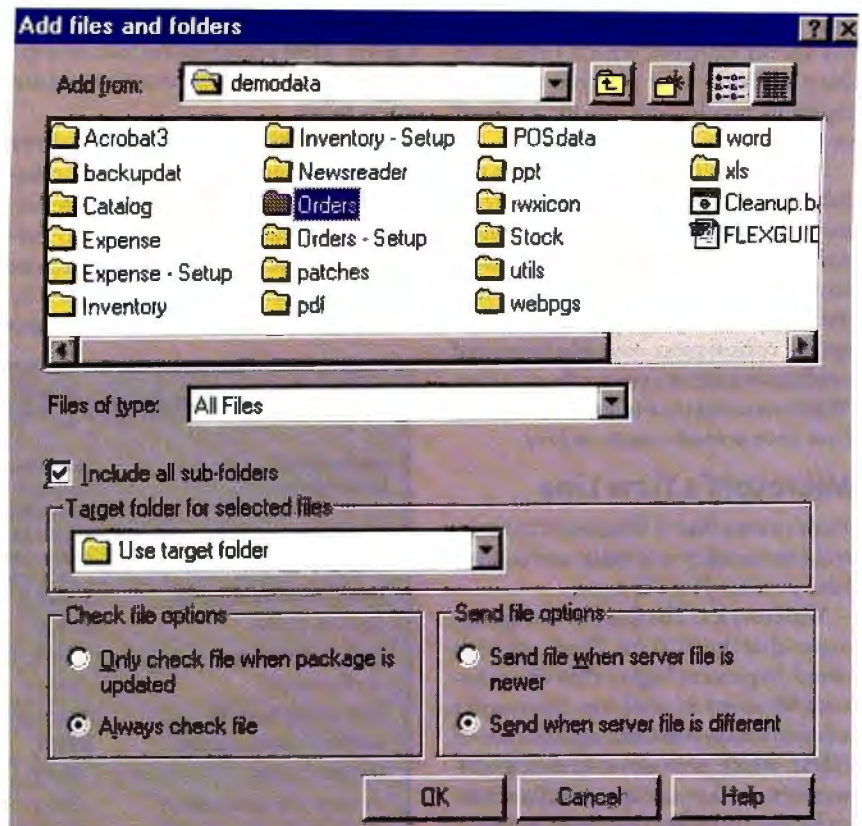 Add files and folders
Add from: demodata
Acrobat3
backupdat
Catalog
Expense
Expense - Setup
Inventory
Inventory - Setup
Newsreader
Orders
Orders - Setup
patches
pdf
POSdata
ppt
rwxicon
Stock
utils
webpgs
word
xls
Cleanup.ba
FLEXGUID
Files of type: All Files
Include all sub-folders
Target folder for selected files
Use target folder
Check file options
Only check file when package is
updated
Always check file
Send file options
Send file when server file is
newer
Send when server file is different
OK Cancel Help